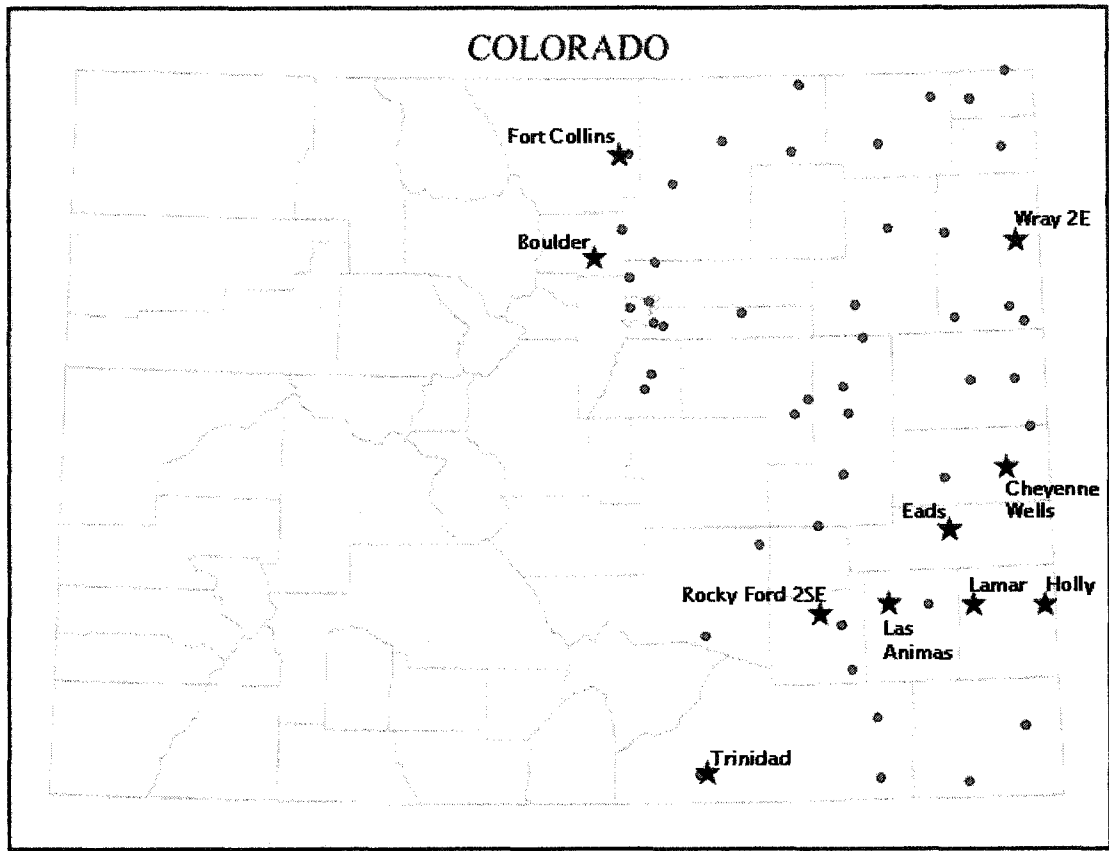 COLORADO
Fort Collins
Wray 2E
Boulder
Cheyenne
Wells
Eads
Rocky Ford 2SE
Lamar
Holly
Las
Animas
Trinidad